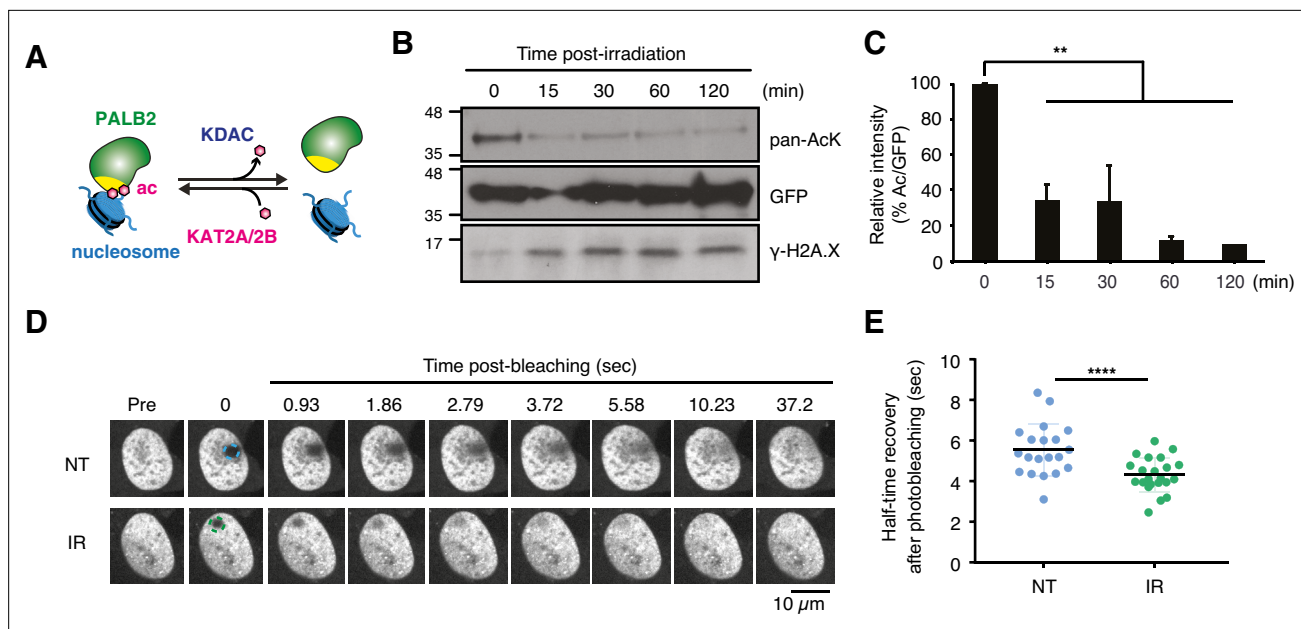 A
PALB2
KDAC
ac
KAT2A/2B
nucleosome
B
Time post-irradiation
0 15 30 60 120 (min)
48
35
pan-AcK
48
35
GFP
17
γ-H2A.X
C
**
Relative intensity
(% Ac/GFP)
100
80
60
40
20
0
0 15 30 60 120 (min)
D
Time post-bleaching (sec)
Pre 0 0.93 1.86 2.79 3.72 5.58 10.23 37.2
NT
IR
10 µm
E
Half-time recovery
after photobleaching (sec)
10
8
6
4
2
0
****
NT IR